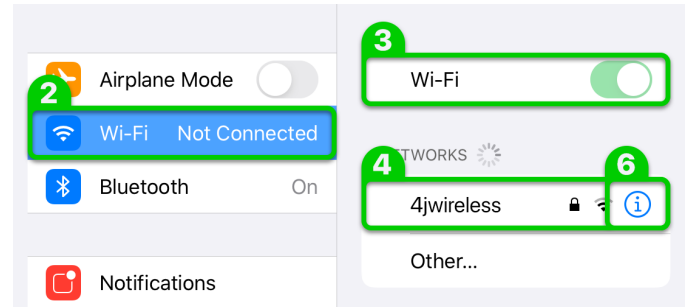 2
Airplane Mode
Wi-Fi Not Connected
Bluetooth On
Notifications
3
Wi-Fi
4
TWORKS
6
4jwireless
Other...